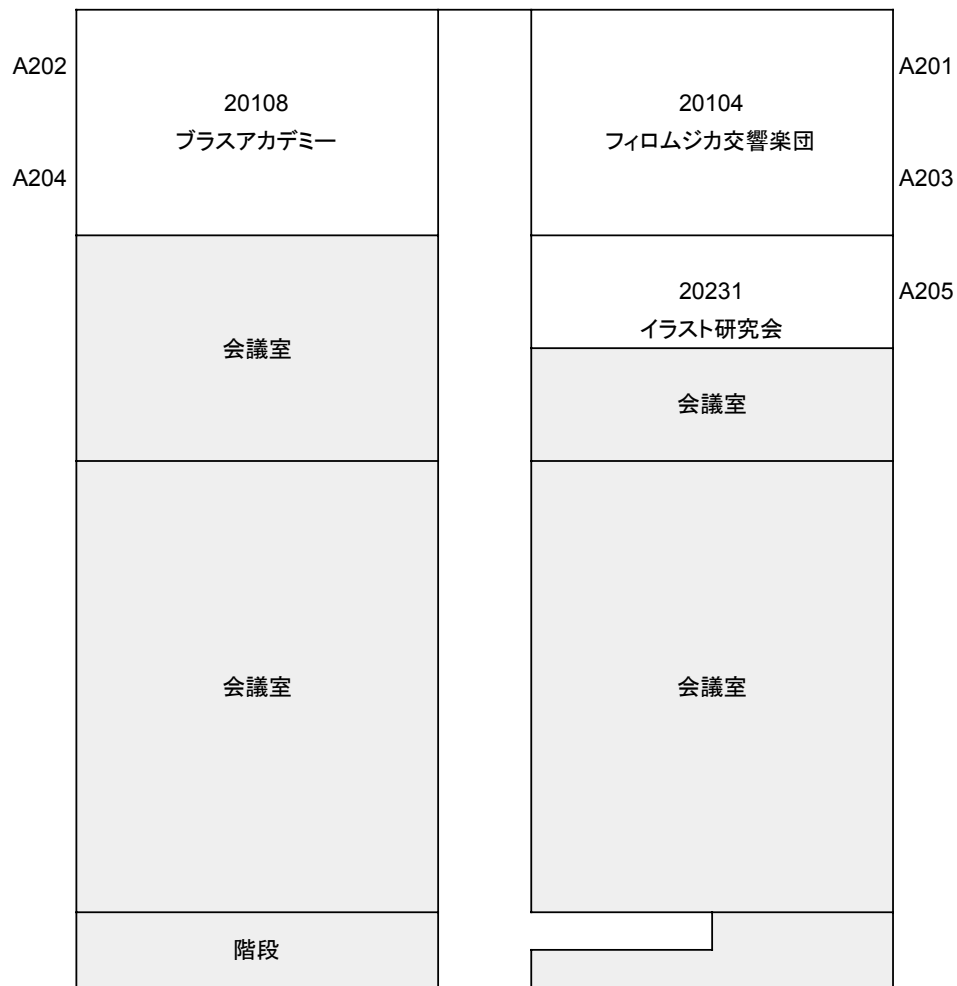 A202
20108
ブラスアカデミー
A204
20104
フィロムジカ交響楽団
A201
A203
会議室
20231
イラスト研究会
A205
会議室
会議室
会議室
階段